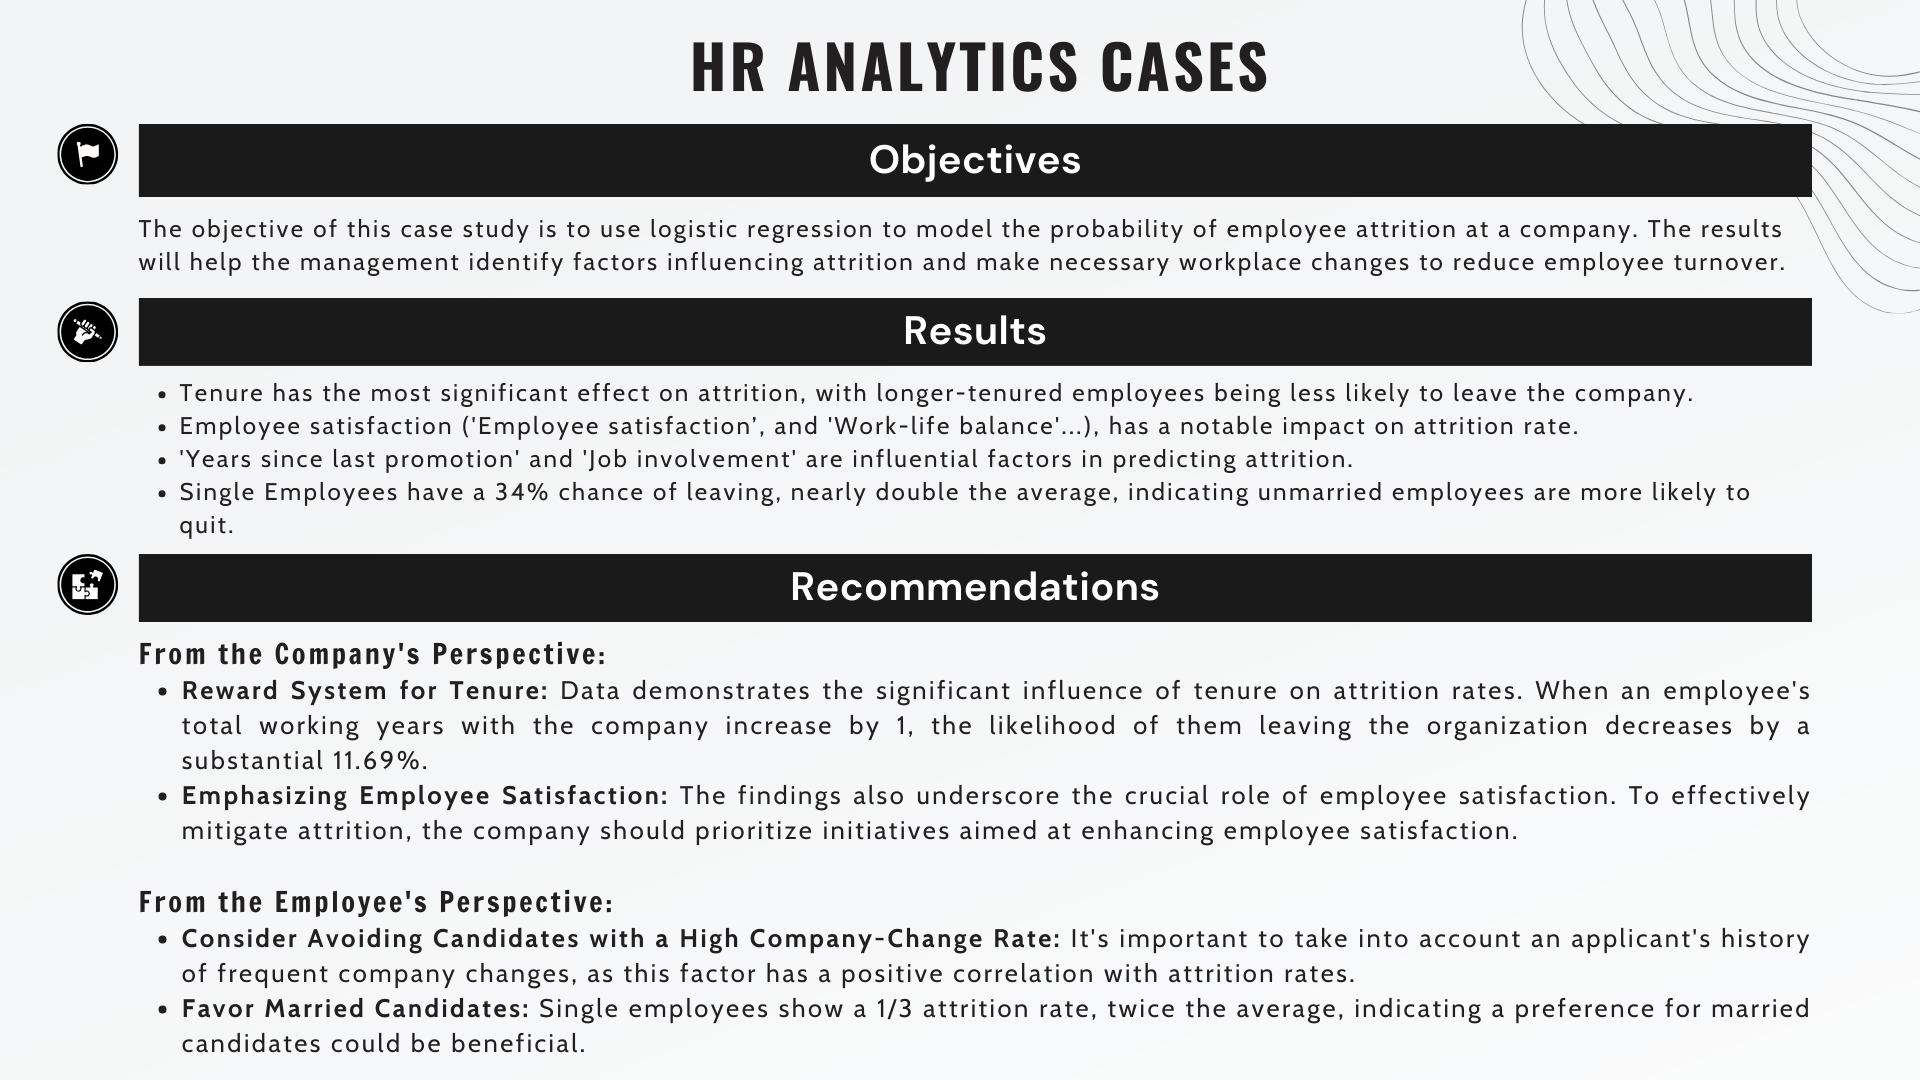 HR ANALYTICS CASES
Objectives
The objective of this case study is to use logistic regression to model the probability of employee attrition at a company. The results
will help the management identify factors influencing attrition and make necessary workplace changes to reduce employee turnover.
Results
• Tenure has the most significant effect on attrition, with longer-tenured employees being less likely to leave the company.
• Employee satisfaction ('Employee satisfaction', and 'Work-life balance'...), has a notable impact on attrition rate.
• 'Years since last promotion' and 'Job involvement' are influential factors in predicting attrition.
• Single Employees have a 34% chance of leaving, nearly double the average, indicating unmarried employees are more likely to
quit.
Recommendations
From the Company's Perspective:
• Reward System for Tenure: Data demonstrates the significant influence of tenure on attrition rates. When an employee's
total working years with the company increase by 1, the likelihood of them leaving the organization decreases by a
substantial 11.69%.
• Emphasizing Employee Satisfaction: The findings also underscore the crucial role of employee satisfaction. To effectively
mitigate attrition, the company should prioritize initiatives aimed at enhancing employee satisfaction.
From the Employee's Perspective:
• Consider Avoiding Candidates with a High Company-Change Rate: It's important to take into account an applicant's history
of frequent company changes, as this factor has a positive correlation with attrition rates.
• Favor Married Candidates: Single employees show a 1/3 attrition rate, twice the average, indicating a preference for married
candidates could be beneficial.